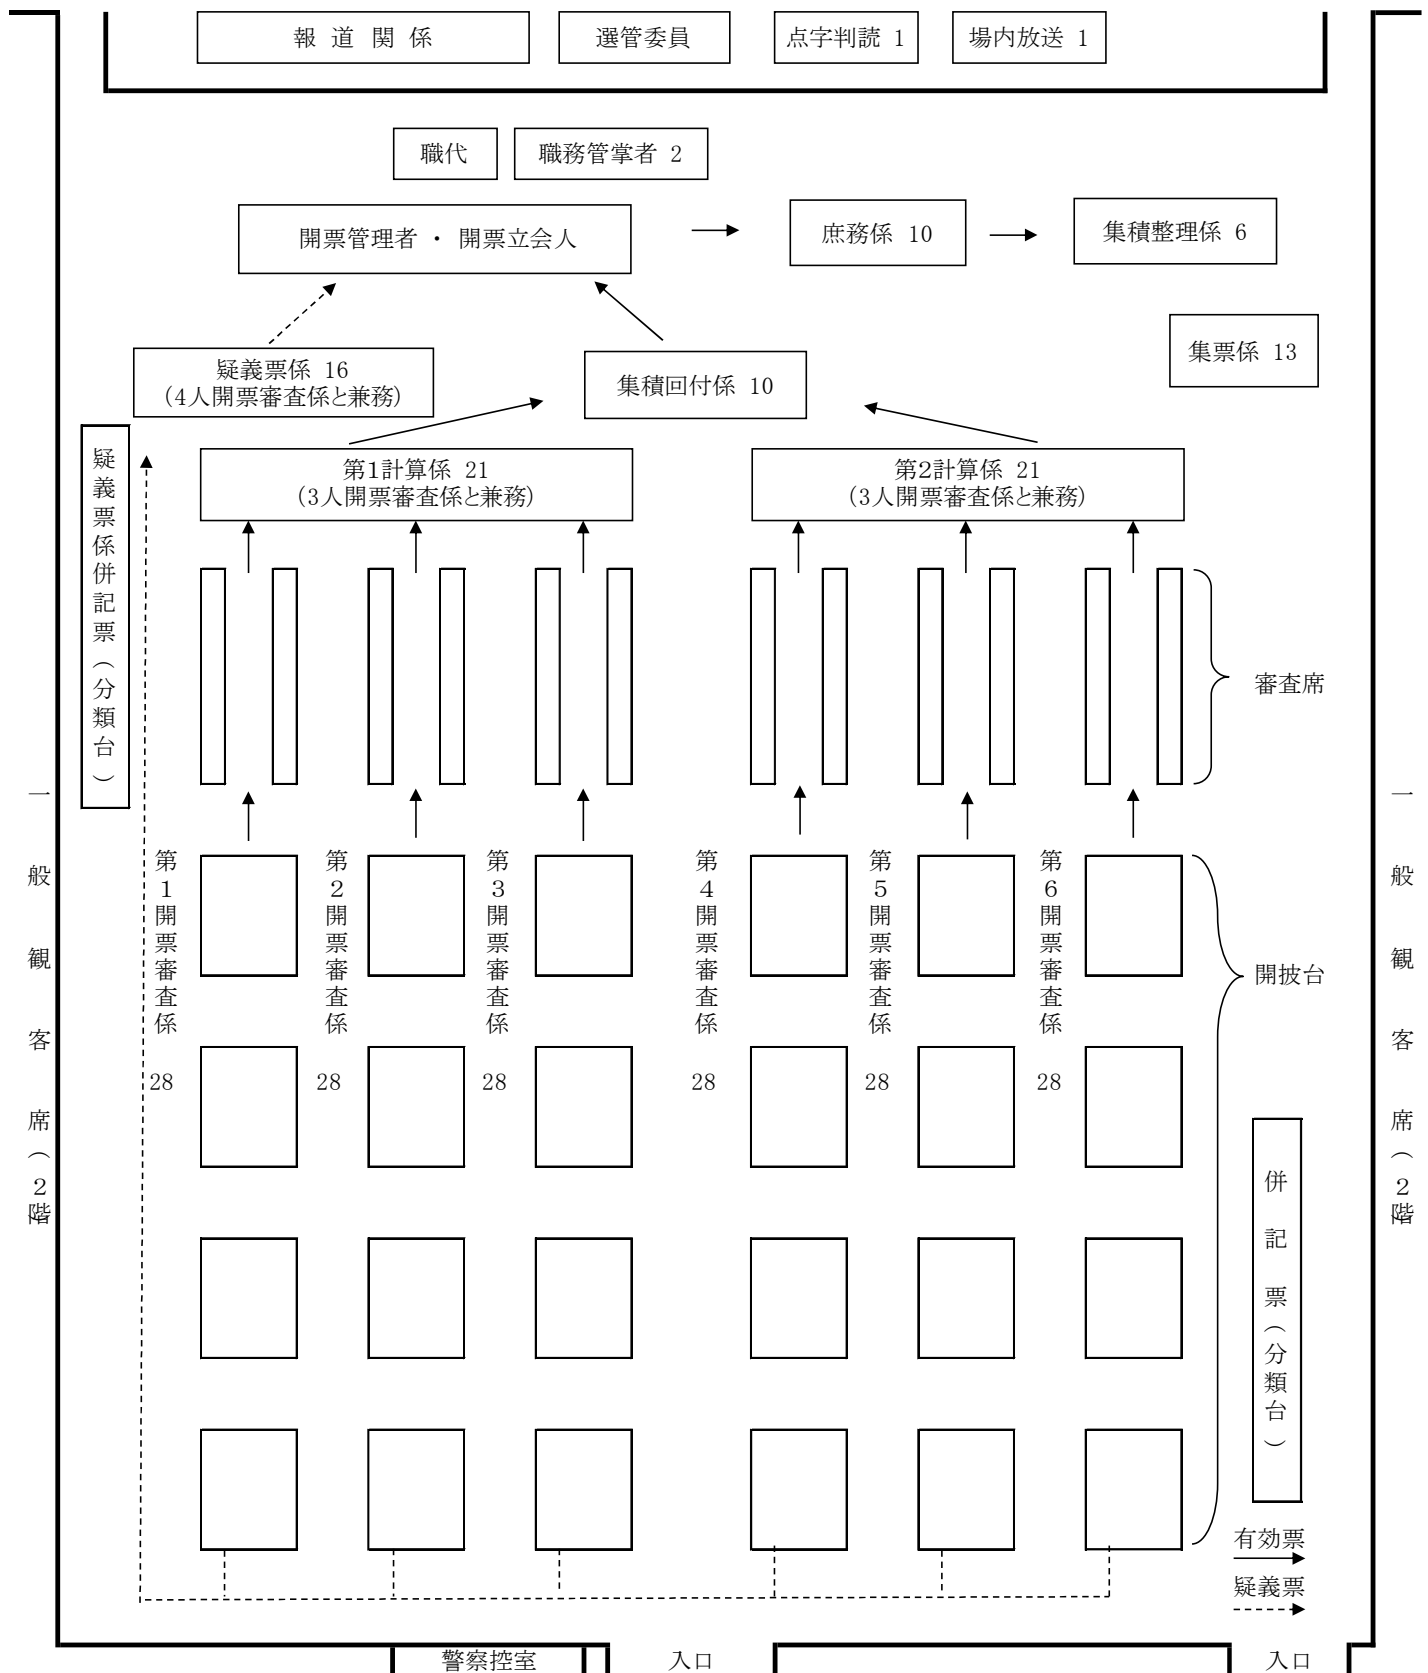 報 道 関 係
選管委員
点字判読 1
場内放送 1
職代
職務管掌者 2
開票管理者 ・ 開票立会人
庶務係 10
集積整理係 6
疑義票係 16
(4人開票審査係と兼務)
集積回付係 10
集票係 13
第1計算係 21
(3人開票審査係と兼務)
第2計算係 21
(3人開票審査係と兼務)
疑義票係併記票(分類台)
審査席
第1開票審査係
28
第2開票審査係
28
第3開票審査係
28
第4開票審査係
28
第5開票審査係
28
第6開票審査係
28
開披台
併記票(分類台)
一般観客席(2階)
一般観客席(2階)
有効票
疑義票
警察控室
入口
入口